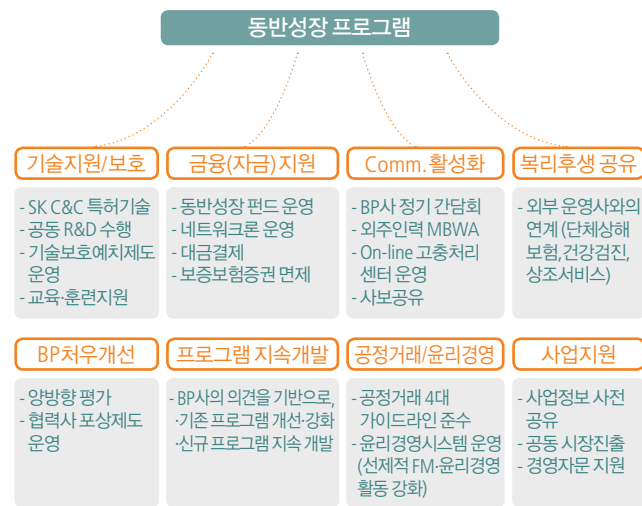 동반성장 프로그램
기술지원/보호
- SK C&C 특허기술
- 공동 R&D 수행
- 기술보호예치제도
운영
- 교육·훈련지원
금융(자금) 지원
- 동반성장 펀드 운영
- 네트워크론 운영
- 대금결제
- 보증보험증권 면제
Comm. 활성화
- BP사 정기 간담회
- 외주인력 MBWA
- On-line 고충처리
센터 운영
- 사보공유
복리후생 공유
- 외부 운영사와의
연계 (단체상해
보험,건강검진,
상조서비스)
BP처우개선
- 양방향 평가
- 협력사 포상제도
운영
프로그램 지속개발
- BP사의 의견을 기반으로,
·기존 프로그램 개선·강화
·신규 프로그램 지속 개발
공정거래/윤리경영
- 공정거래 4대
가이드라인 준수
- 윤리경영시스템 운영
(선제적 FM·윤리경영
활동 강화)
사업지원
- 사업정보 사전
공유
- 공동 시장진출
- 경영자문 지원